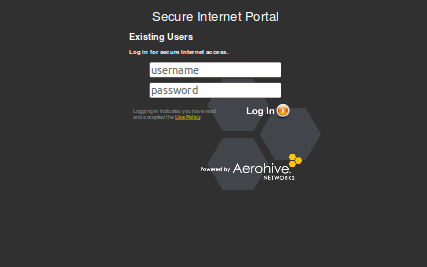 Secure Internet Portal
Existing Users
Log in for secure Internet access.
username
password
Logging in indicates you have read
and accepted the Use Policy
Log In
Powered by Aerohive
NETWORKS